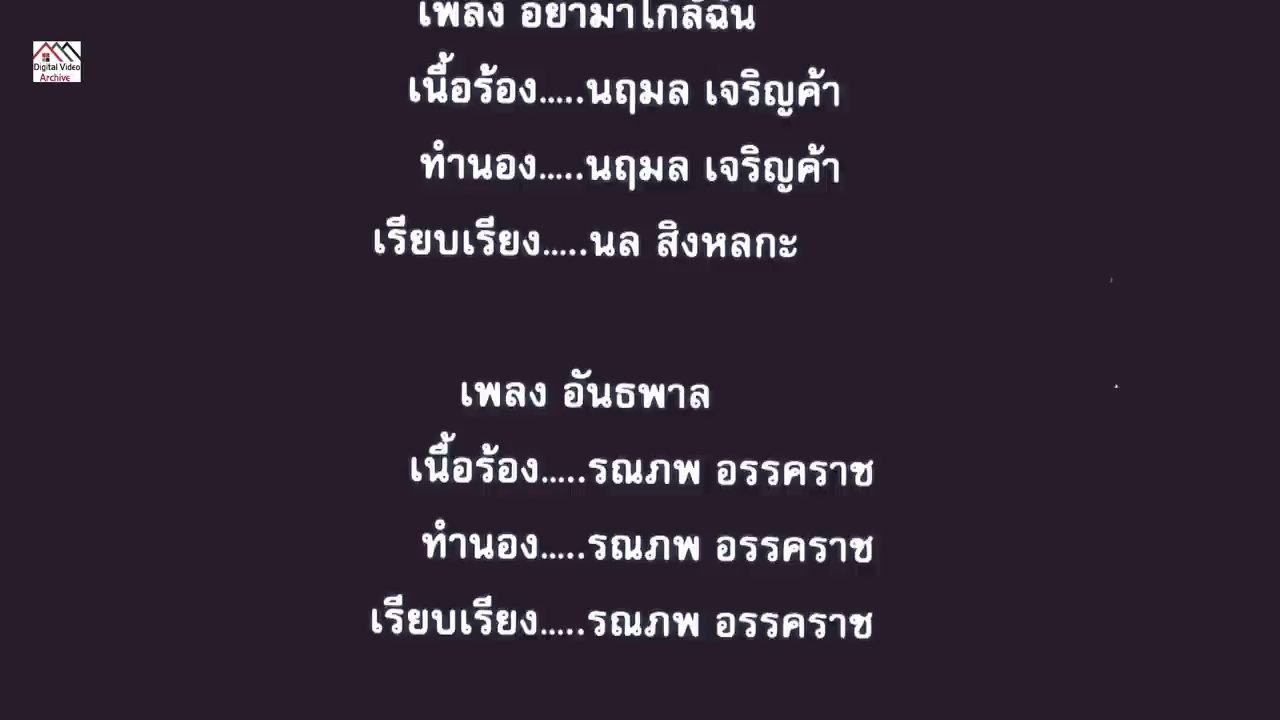 Digital Video
Archive
เพลง อย่ามาใกล้ฉัน
เนื้อร้อง.....นฤมล เจริญค้า
ทำนอง.....นฤมล เจริญค้า
เรียบเรียง.....นล สิงหลกะ
เพลง อันธพาล
เนื้อร้อง.....รณภพ อรรคราช
ทำนอง.....รณภพ อรรคราช
เรียบเรียง.....รณภพ อรรคราช